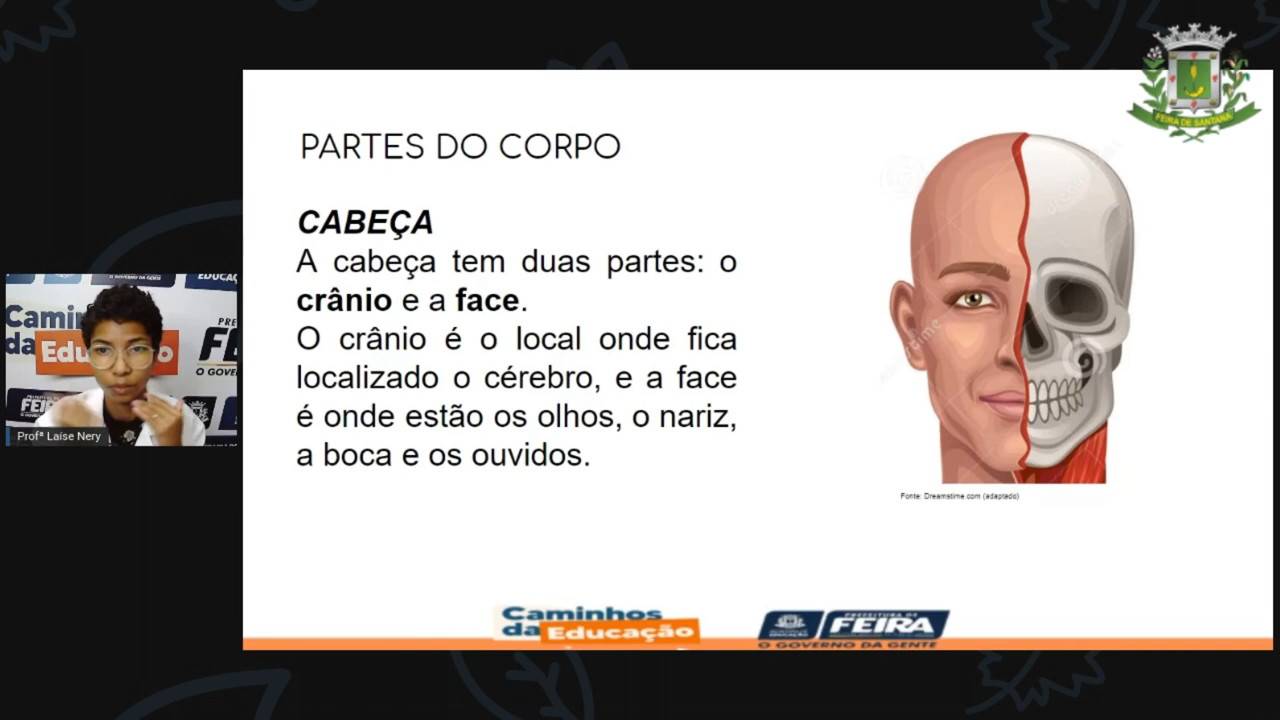 FEIRA DE SANTANA
PARTES DO CORPO
CABEÇA
A cabeça tem duas partes: o
crânio e a face.
O crânio é o local onde fica
localizado o cérebro, e a face
é onde estão os olhos, o nariz,
a boca e os ouvidos.
Fonte: Dreamstime.com (adaptado)
Profª Laíse Nery
Caminhos
da Educação
PREFEITURA DE
FEIRA
EDUCAÇÃO
O GOVERNO DA GENTE